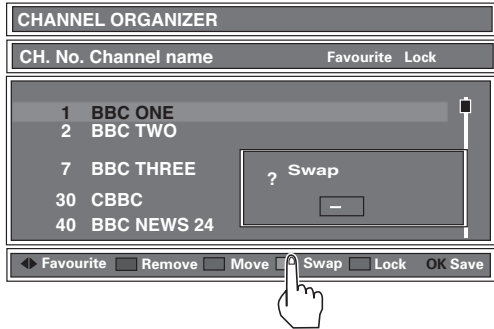 CHANNEL ORGANIZER
CH. No. Channel name Favourite Lock
1 BBC ONE
2 BBC TWO
7 BBC THREE
? Swap
–
30 CBBC
40 BBC NEWS 24
Favourite Remove Move Swap Lock OK Save